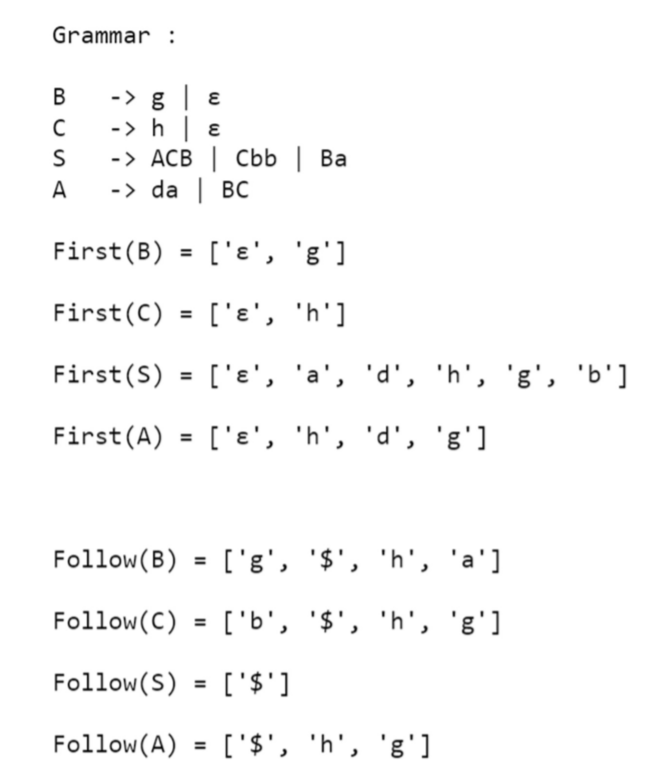 Grammar :
B -> g | ε
C -> h | ε
S -> ACB | Cbb | Ba
A -> da | BC
First(B) = ['ε', 'g']
First(C) = ['ε', 'h']
First(S) = ['ε', 'a', 'd', 'h', 'g', 'b']
First(A) = ['ε', 'h', 'd', 'g']
Follow(B) = ['g', '$', 'h', 'a']
Follow(C) = ['b', '$', 'h', 'g']
Follow(S) = ['$']
Follow(A) = ['$', 'h', 'g']